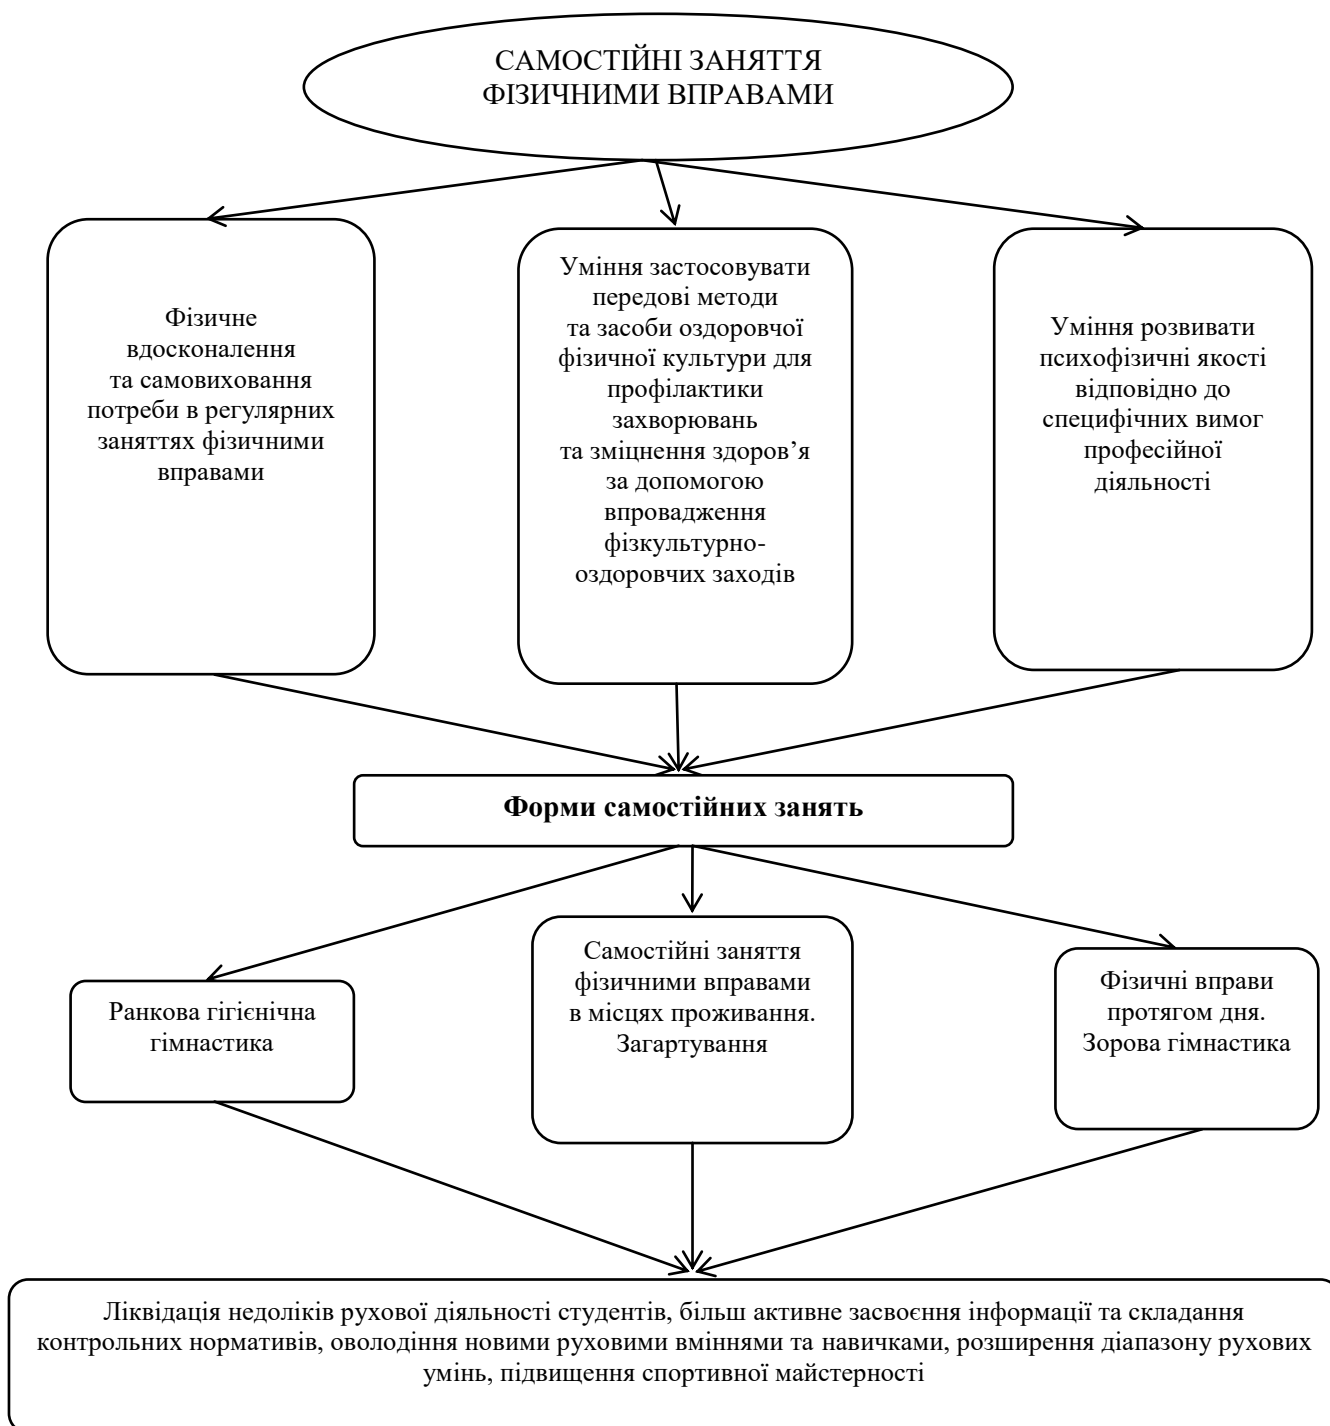 САМОСТІЙНІ ЗАНЯТТЯ
ФІЗИЧНИМИ ВПРАВАМИ
Фізичне
вдосконалення
та самовиховання
потреби в регулярних
заняттях фізичними
вправами
Уміння застосовувати
передові методи
та засоби оздоровчої
фізичної культури для
профілактики
захворювань
та зміцнення здоров’я
за допомогою
впровадження
фізкультурно-
оздоровчих заходів
Уміння розвивати
психофізичні якості
відповідно до
специфічних вимог
професійної
діяльності
Форми самостійних занять
Ранкова гігієнічна
гімнастика
Самостійні заняття
фізичними вправами
в місцях проживання.
Загартування
Фізичні вправи
протягом дня.
Зорова гімнастика
Ліквідація недоліків рухової діяльності студентів, більш активне засвоєння інформації та складання
контрольних нормативів, оволодіння новими руховими вміннями та навичками, розширення діапазону рухових
умінь, підвищення спортивної майстерності